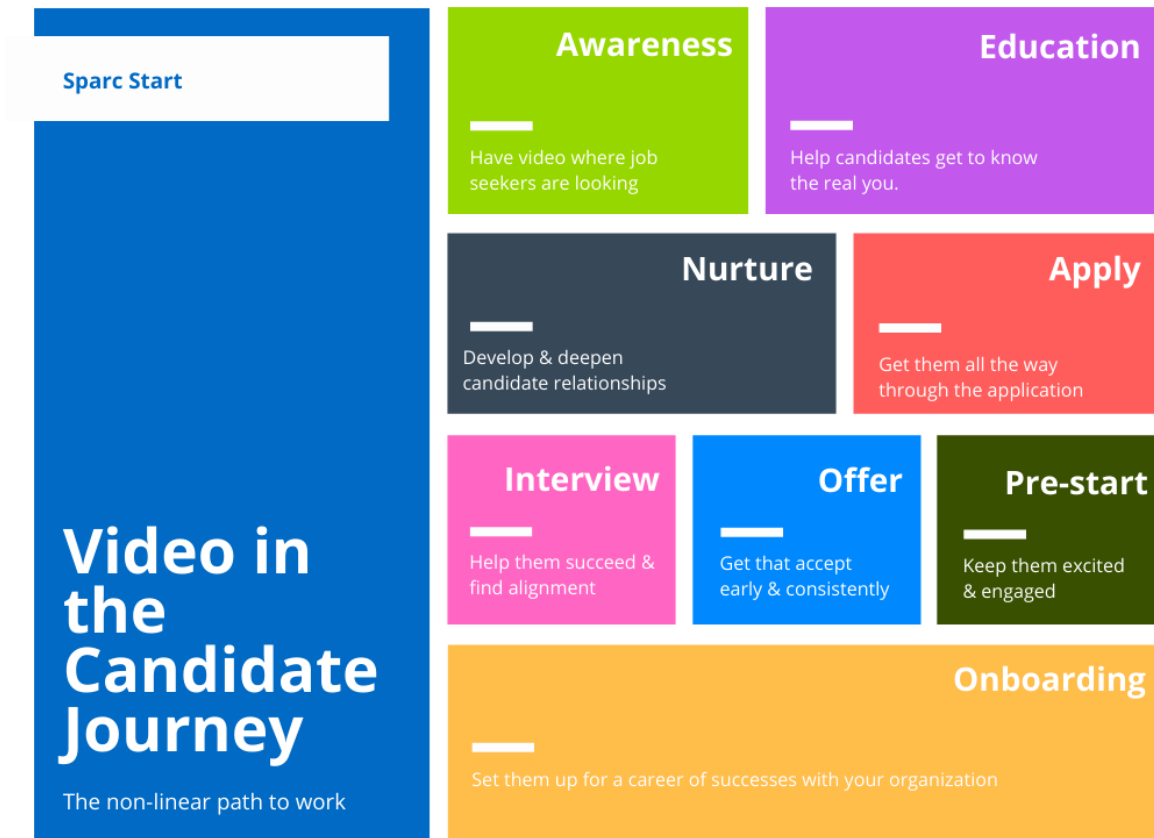 Sparc Start
Video in
the
Candidate
Journey
The non-linear path to work
Awareness
Have video where job
seekers are looking
Education
Help candidates get to know
the real you.
Nurture
Develop & deepen
candidate relationships
Apply
Get them all the way
through the application
Interview
Help them succeed &
find alignment
Offer
Get that accept
early & consistently
Pre-start
Keep them excited
& engaged
Onboarding
Set them up for a career of successes with your organization